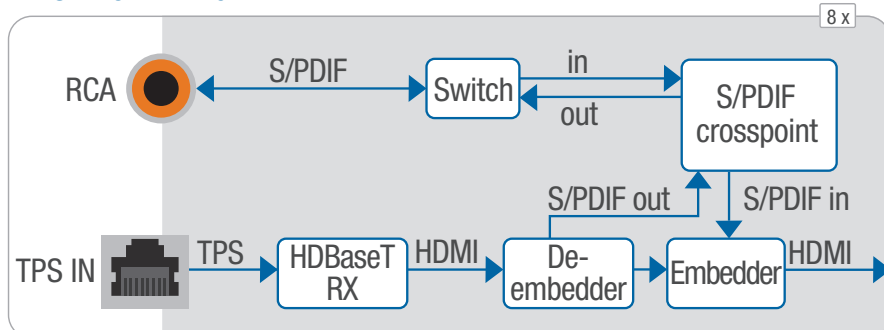 8 x
RCA
S/PDIF
Switch
in
out
S/PDIF
crosspoint
S/PDIF out
S/PDIF in
TPS IN
TPS
HDBaseT
RX
HDMI
De-
embedder
Embedder
HDMI